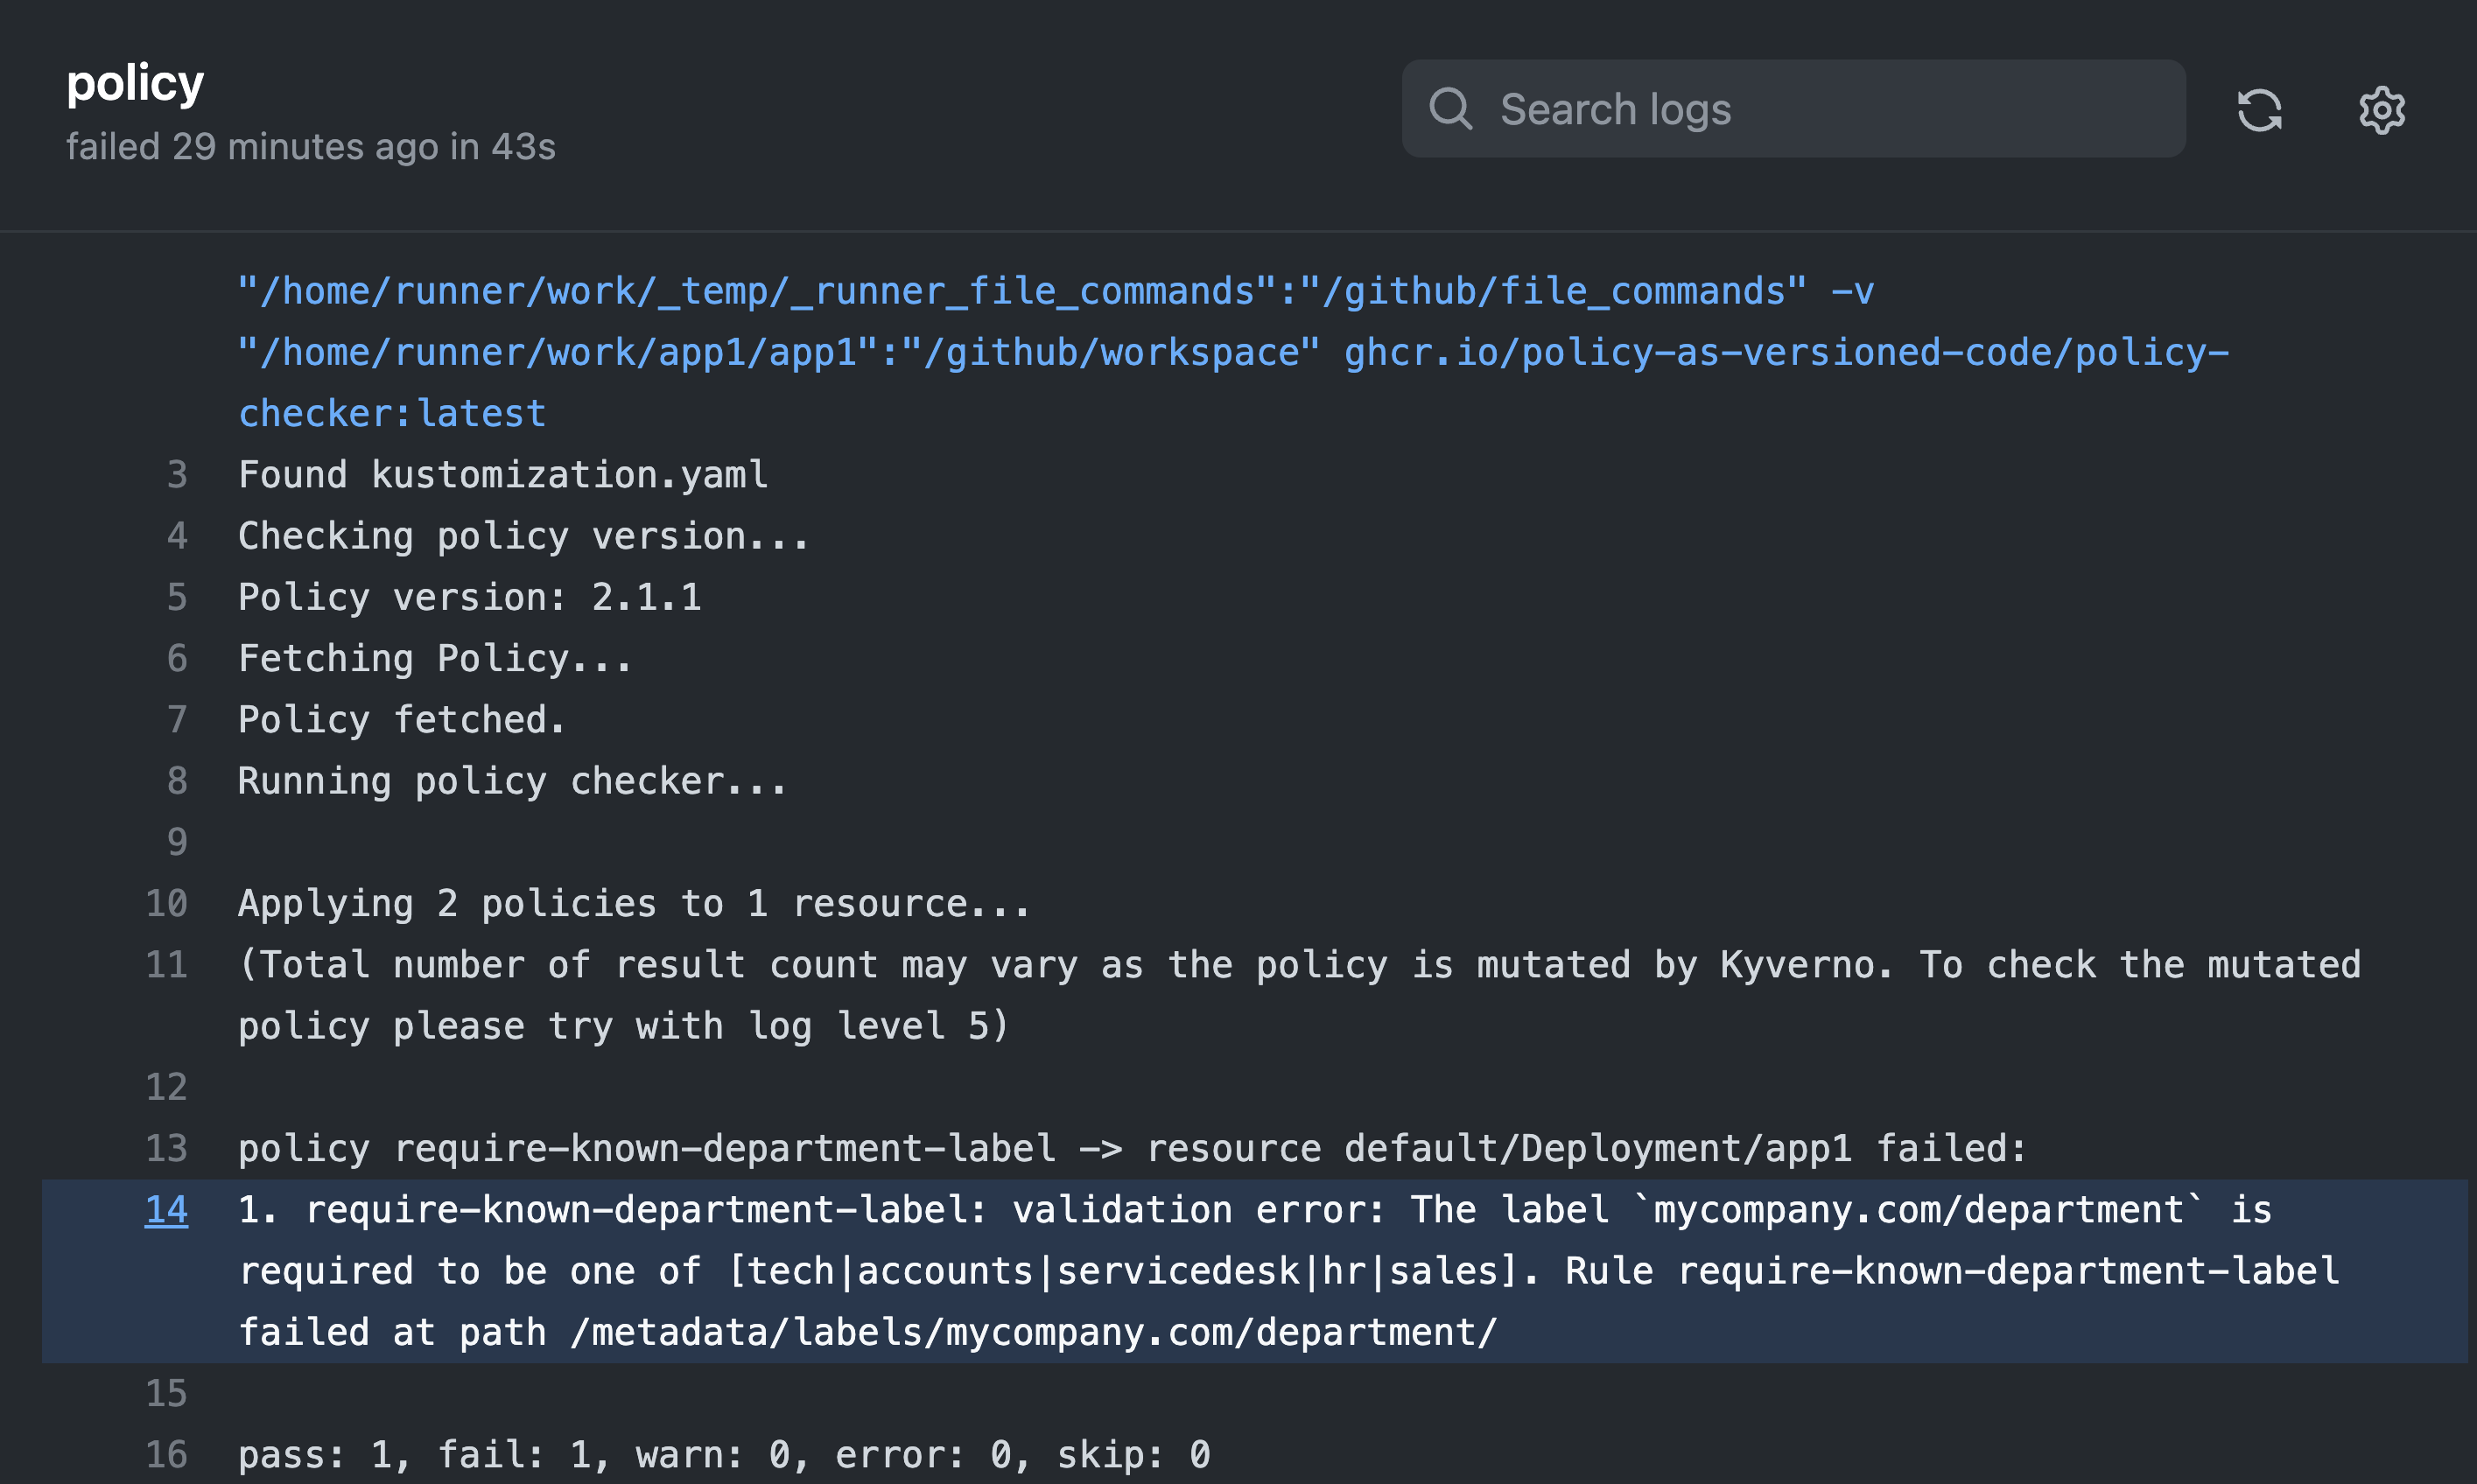 policy
failed 29 minutes ago in 43s
Search logs
"/home/runner/work/_temp/_runner_file_commands":"/github/file_commands" -v
"/home/runner/work/app1/app1":"/github/workspace" ghcr.io/policy-as-versioned-code/policy-
checker:latest
3 Found kustomization.yaml
4 Checking policy version...
5 Policy version: 2.1.1
6 Fetching Policy...
7 Policy fetched.
8 Running policy checker...
9
10 Applying 2 policies to 1 resource...
11 (Total number of result count may vary as the policy is mutated by Kyverno. To check the mutated
policy please try with log level 5)
12
13 policy require-known-department-label -> resource default/Deployment/app1 failed:
14 1. require-known-department-label: validation error: The label `mycompany.com/department` is
required to be one of [tech|accounts|servicedesk|hr|sales]. Rule require-known-department-label
failed at path /metadata/labels/mycompany.com/department/
15
16 pass: 1, fail: 1, warn: 0, error: 0, skip: 0